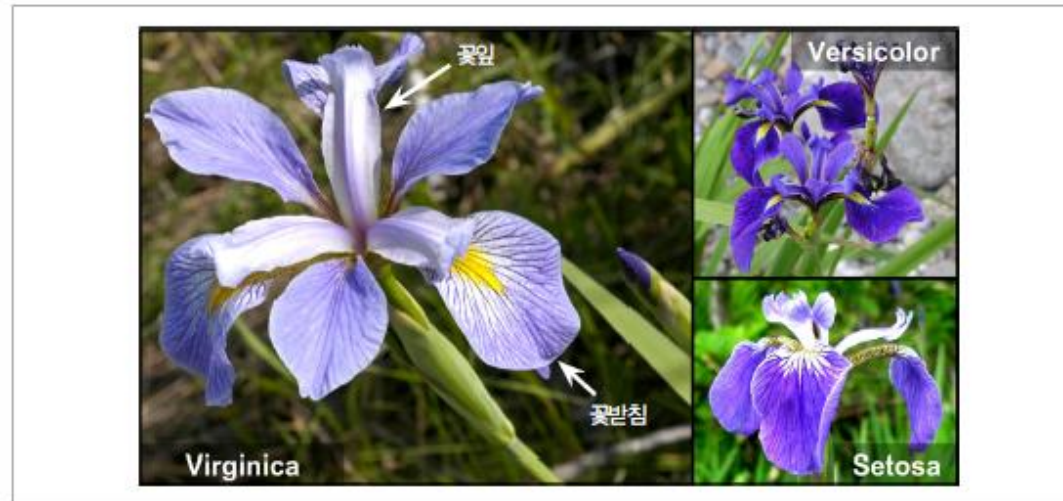 꽃잎
Versicolor
꽃받침
Virginica
Setosa